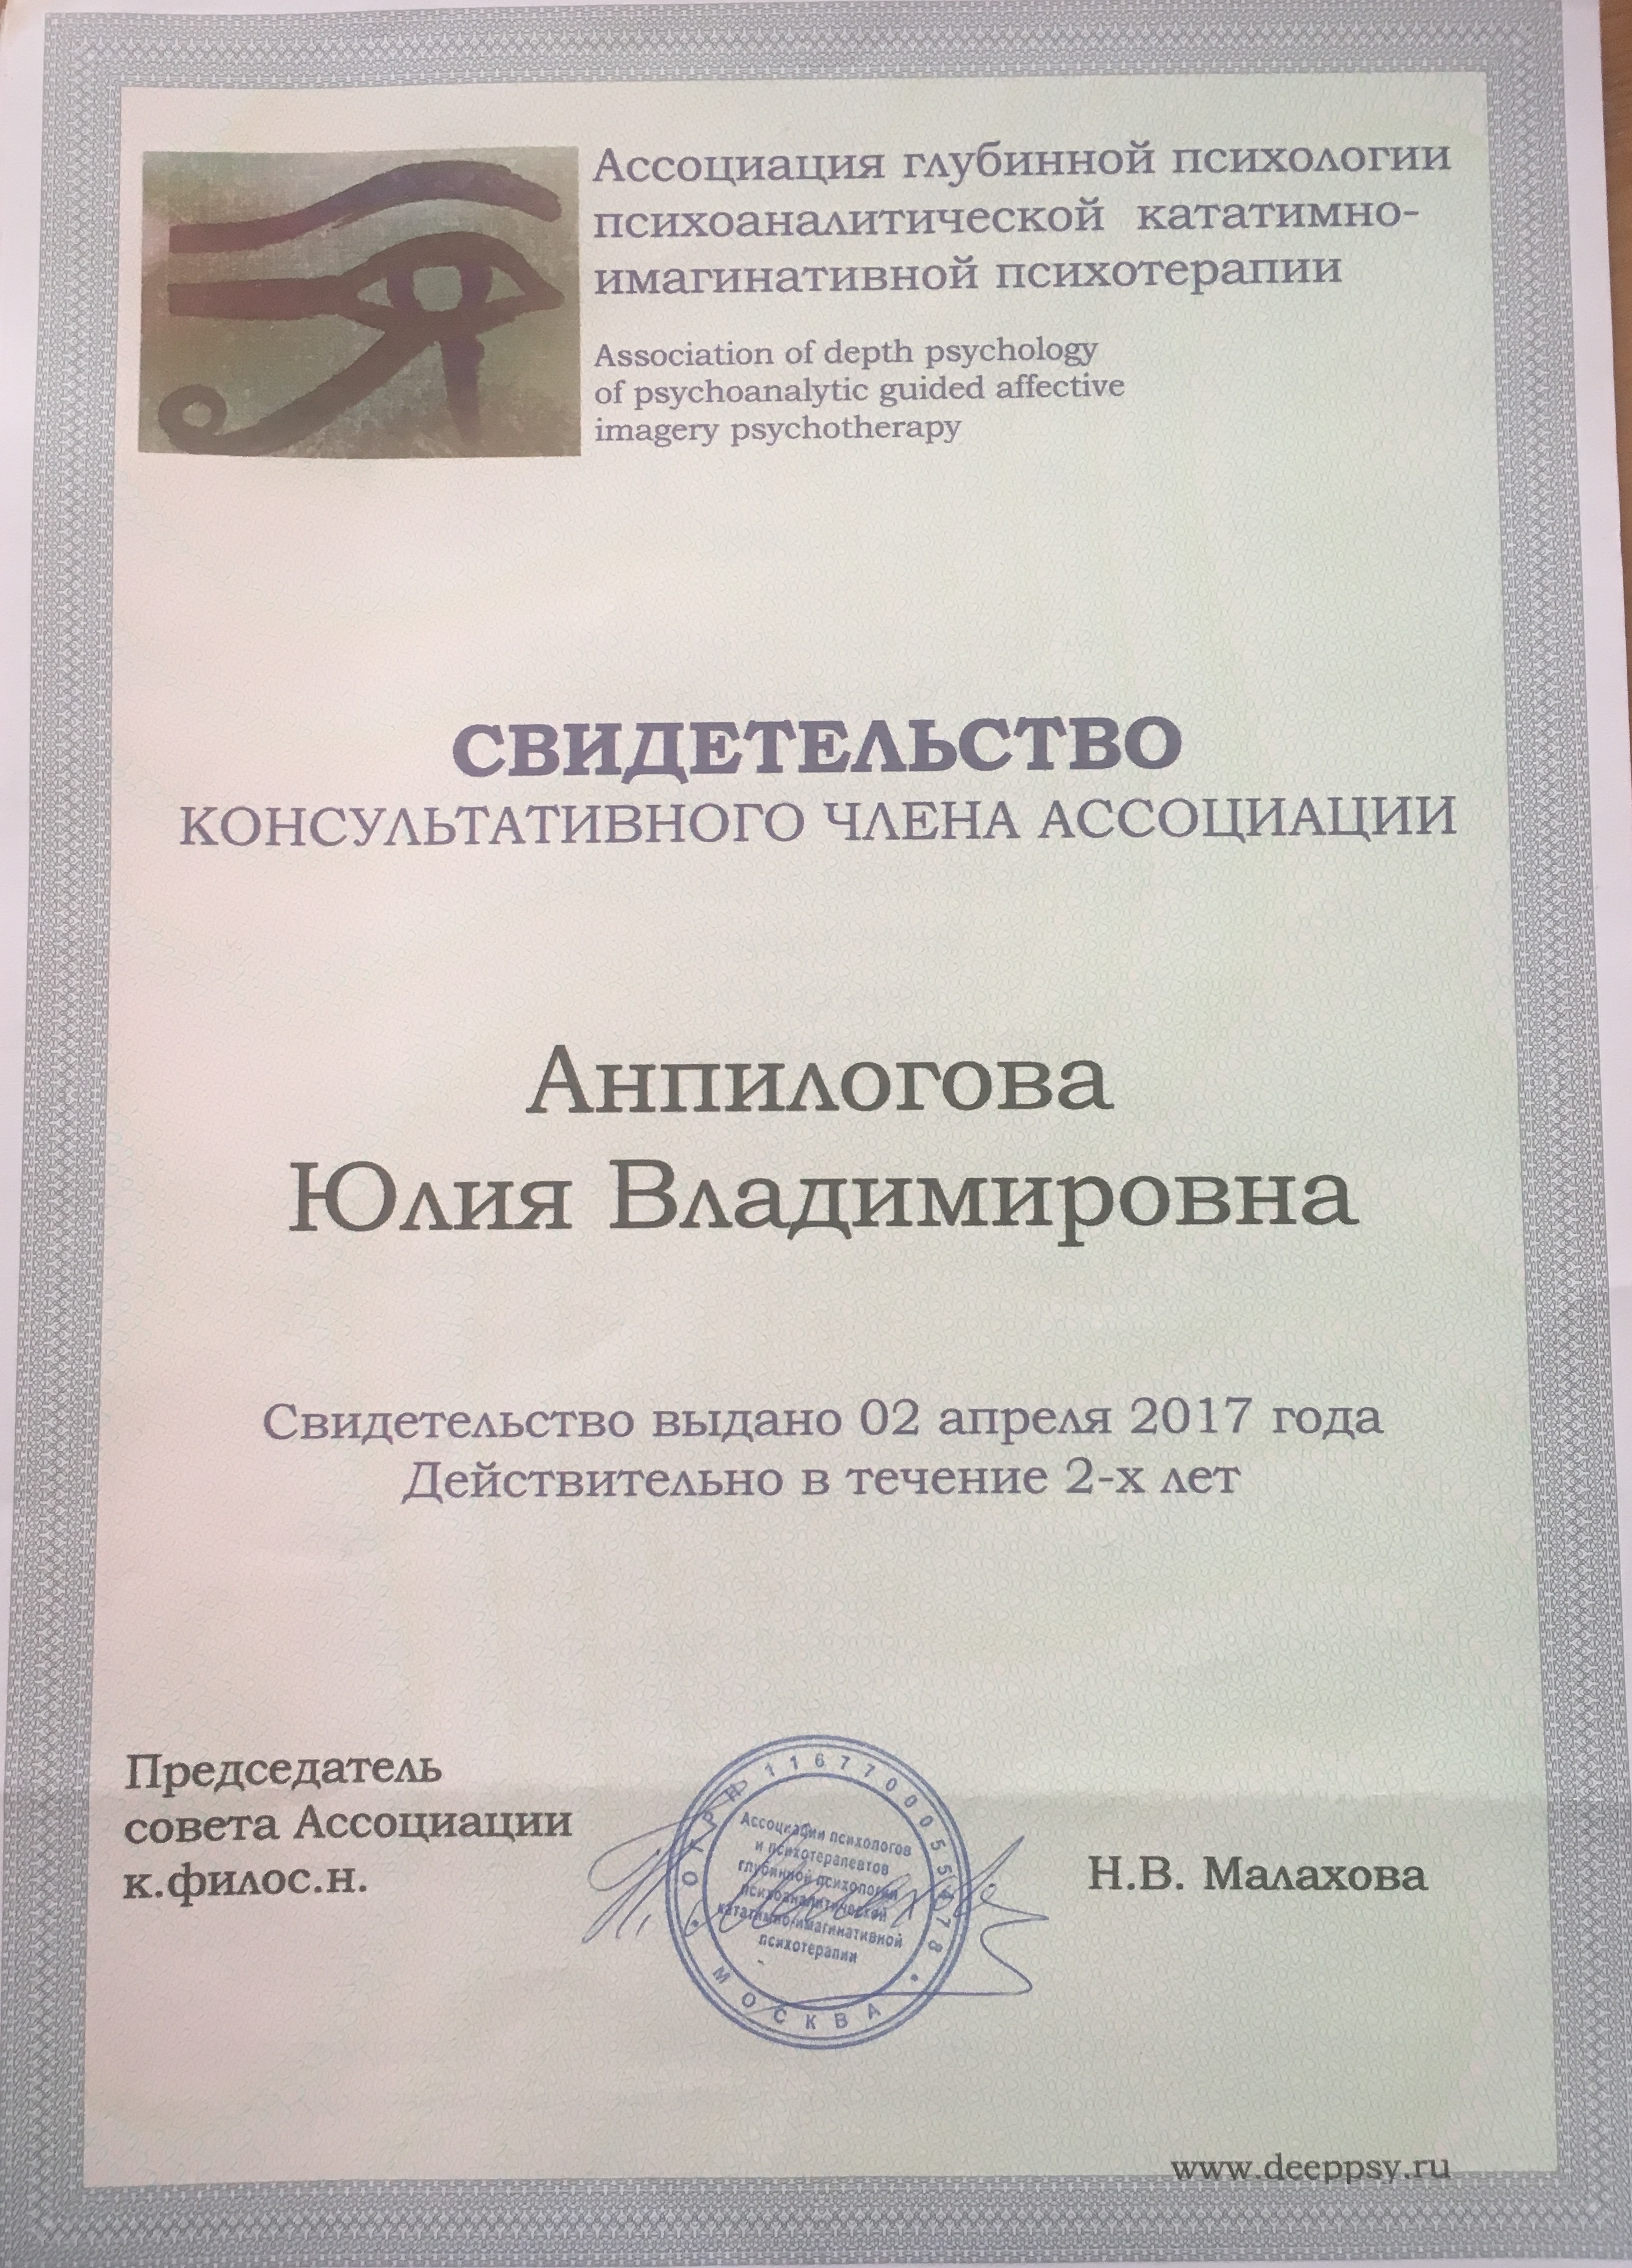 Ассоциация глубинной психологии
психоаналитической кататимно-
имагинативной психотерапии
Association of depth psychology
of psychoanalytic guided affective
imagery psychotherapy
СВИДЕТЕЛЬСТВО
КОНСУЛЬТАТИВНОГО ЧЛЕНА АССОЦИАЦИИ
Анпилогова
Юлия Владимировна
Свидетельство выдано 02 апреля 2017 года
Действительно в течение 2-х лет
Председатель
совета Ассоциации
к.филос.н.
ОГРН
Ассоциация психологов
и психотерапевтов
глубинной психологии
психоаналитической
кататимно-имагинативной
психотерапии
МОСКВА
Н.В. Малахова
www.deeppsy.ru